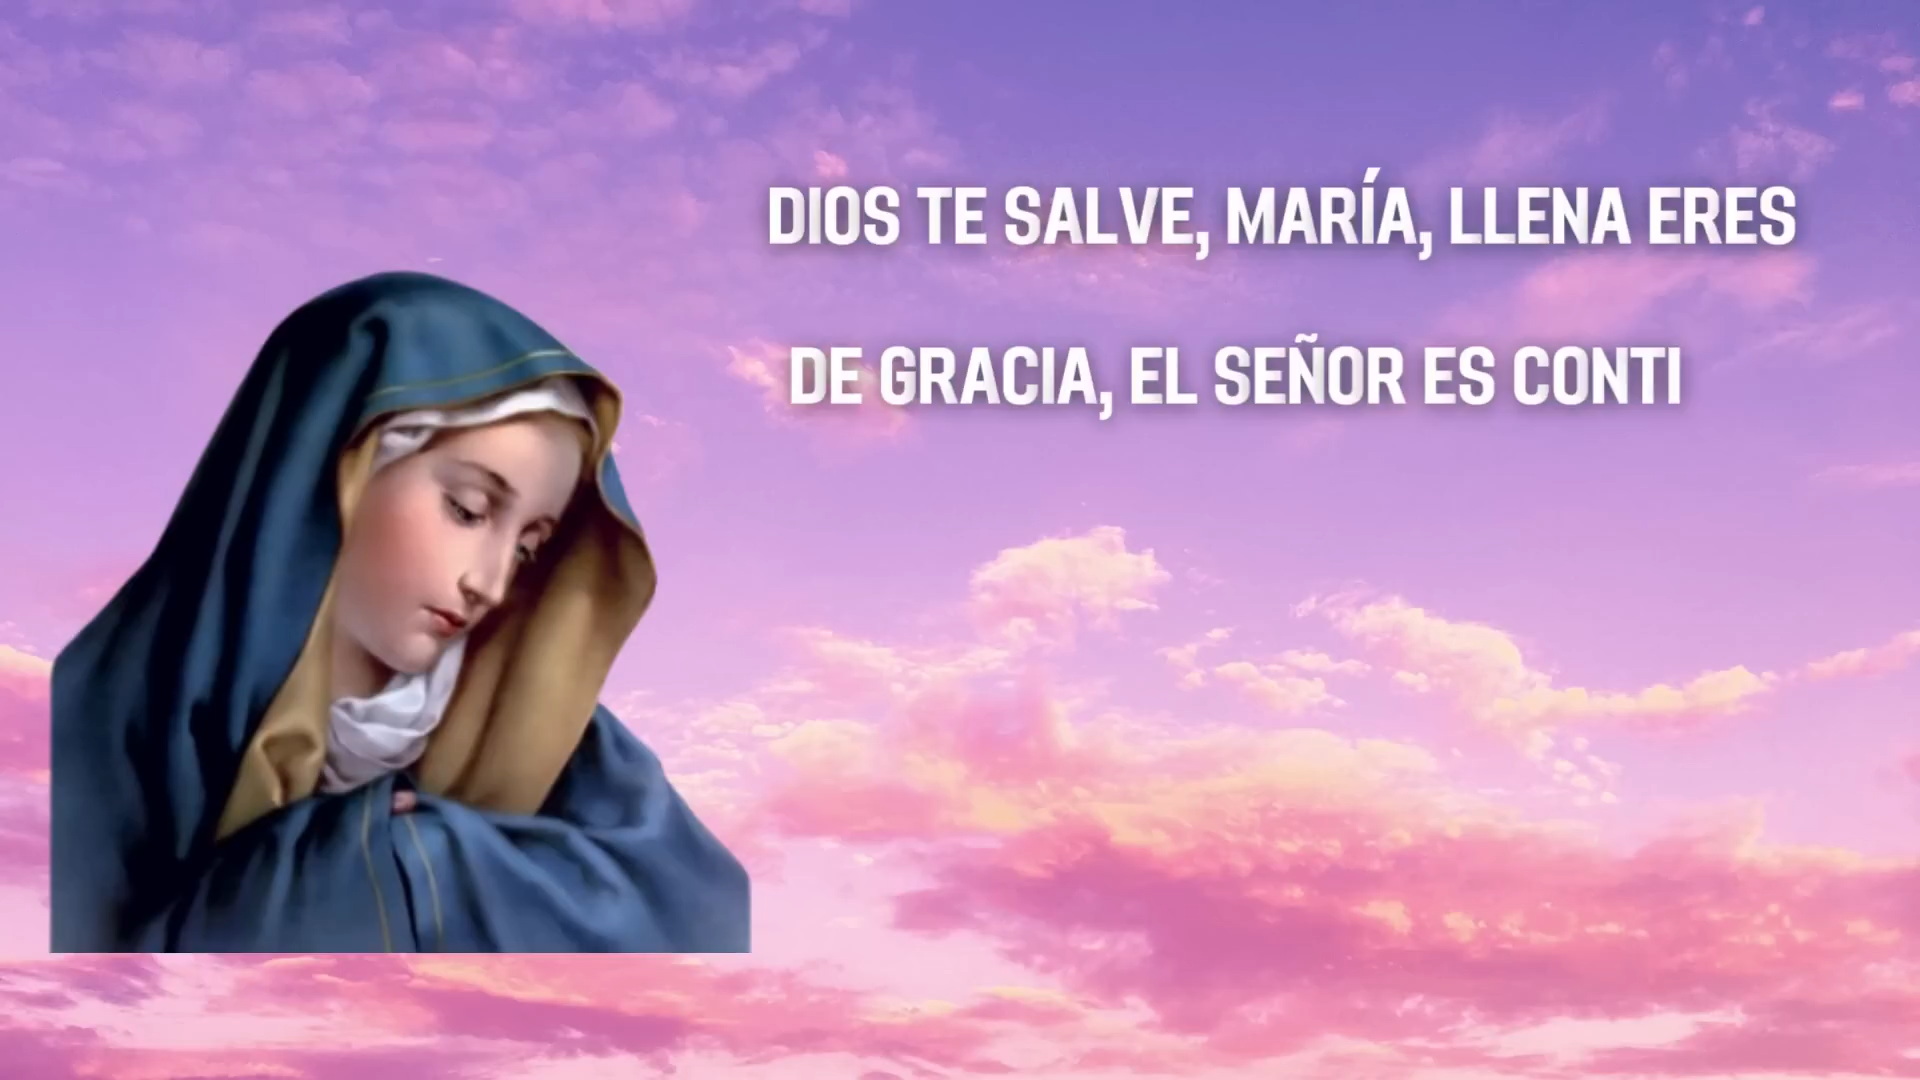 DIOS TE SALVE, MARÍA, LLENA ERES
DE GRACIA, EL SEÑOR ES CONTI